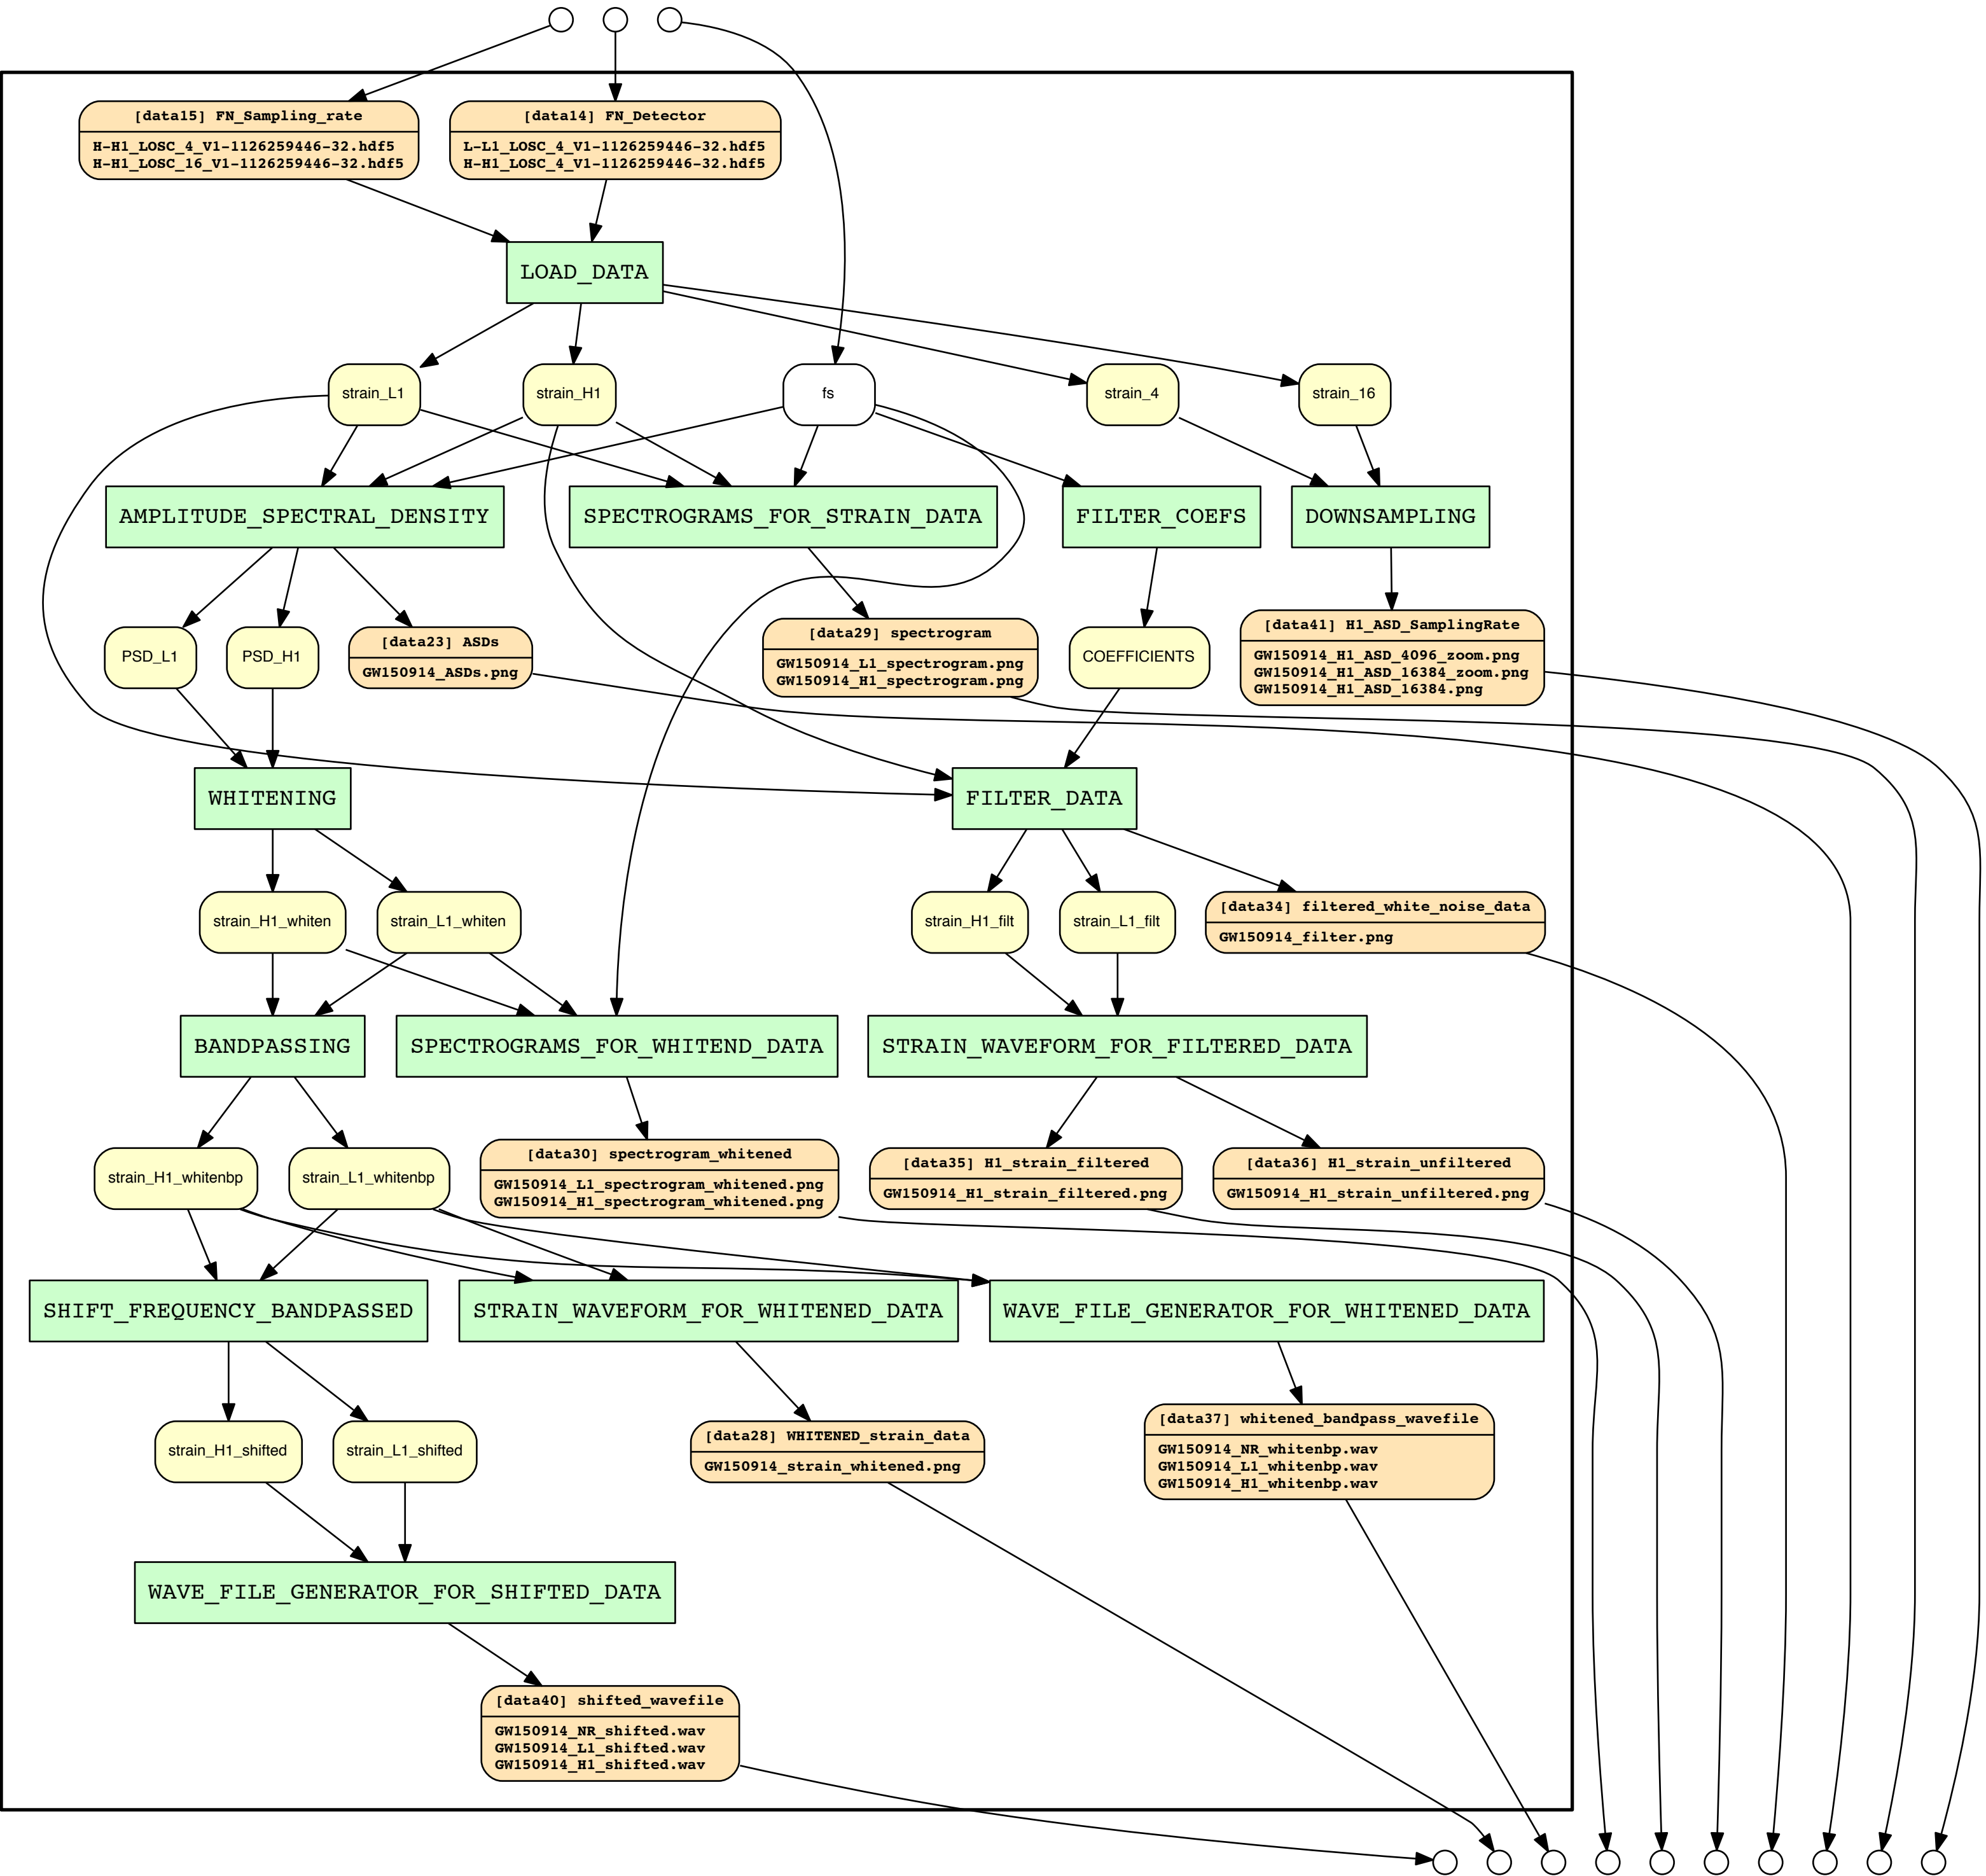 [data15] FN_Sampling_rate
H-H1_LOSC_4_V1-1126259446-32.hdf5
H-H1_LOSC_16_V1-1126259446-32.hdf5
[data14] FN_Detector
L-L1_LOSC_4_V1-1126259446-32.hdf5
H-H1_LOSC_4_V1-1126259446-32.hdf5
LOAD_DATA
strain_L1
strain_H1
fs
strain_4
strain_16
AMPLITUDE_SPECTRAL_DENSITY
SPECTROGRAMS_FOR_STRAIN_DATA
FILTER_COEFS
DOWNSAMPLING
PSD_L1
PSD_H1
[data23] ASDs
GW150914_ASDs.png
[data29] spectrogram
GW150914_L1_spectrogram.png
GW150914_H1_spectrogram.png
COEFFICIENTS
[data41] H1_ASD_SamplingRate
GW150914_H1_ASD_4096_zoom.png
GW150914_H1_ASD_16384_zoom.png
GW150914_H1_ASD_16384.png
WHITENING
FILTER_DATA
strain_H1_whiten
strain_L1_whiten
strain_H1_filt
strain_L1_filt
[data34] filtered_white_noise_data
GW150914_filter.png
BANDPASSING
SPECTROGRAMS_FOR_WHITEND_DATA
STRAIN_WAVEFORM_FOR_FILTERED_DATA
strain_H1_whitenbp
strain_L1_whitenbp
[data30] spectrogram_whitened
GW150914_L1_spectrogram_whitened.png
GW150914_H1_spectrogram_whitened.png
[data35] H1_strain_filtered
GW150914_H1_strain_filtered.png
[data36] H1_strain_unfiltered
GW150914_H1_strain_unfiltered.png
SHIFT_FREQUENCY_BANDPASSED
STRAIN_WAVEFORM_FOR_WHITENED_DATA
WAVE_FILE_GENERATOR_FOR_WHITENED_DATA
strain_H1_shifted
strain_L1_shifted
[data28] WHITENED_strain_data
GW150914_strain_whitened.png
[data37] whitened_bandpass_wavefile
GW150914_NR_whitenbp.wav
GW150914_L1_whitenbp.wav
GW150914_H1_whitenbp.wav
WAVE_FILE_GENERATOR_FOR_SHIFTED_DATA
[data40] shifted_wavefile
GW150914_NR_shifted.wav
GW150914_L1_shifted.wav
GW150914_H1_shifted.wav